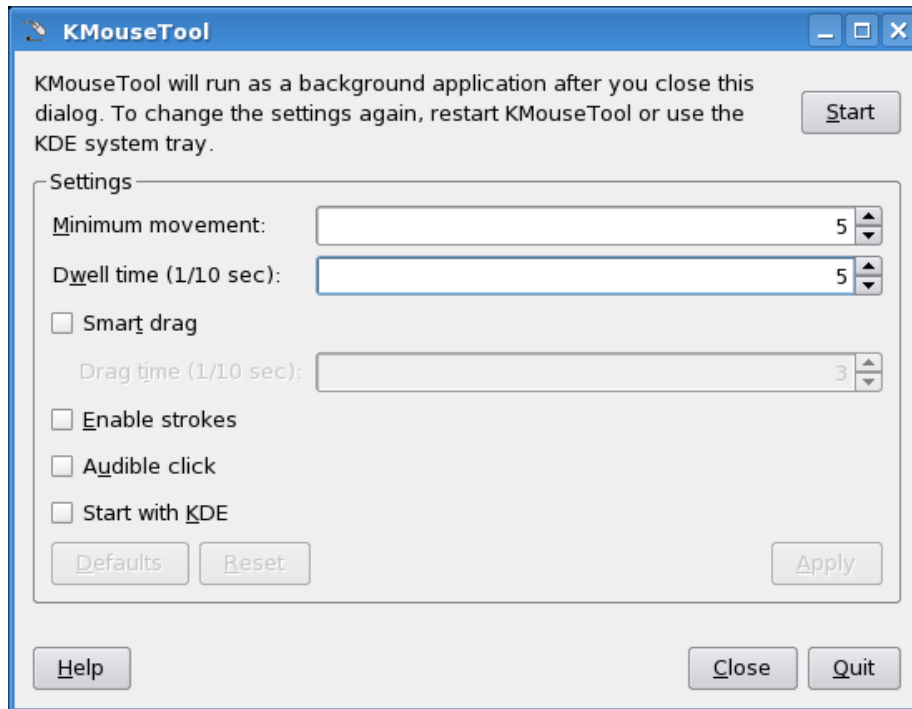 KMouseTool
KMouseTool will run as a background application after you close this
dialog. To change the settings again, restart KMouseTool or use the
KDE system tray.
Start
Settings
Minimum movement: 5
Dwell time (1/10 sec): 5
Smart drag
Drag time (1/10 sec): 3
Enable strokes
Audible click
Start with KDE
Defaults Reset Apply
Help Close Quit